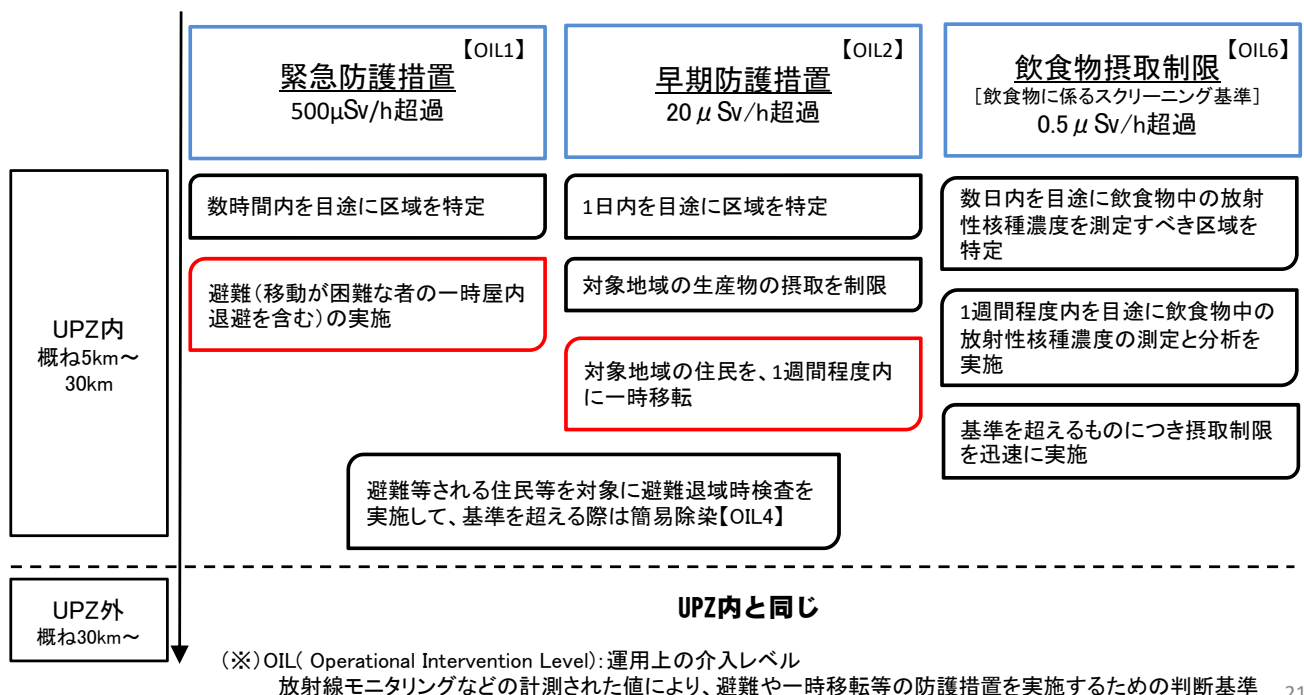 【OIL1】
緊急防護措置
500μSv/h超過
【OIL2】
早期防護措置
20μSv/h超過
【OIL6】
飲食物摂取制限
[飲食物に係るスクリーニング基準]
0.5μSv/h超過
UPZ内
概ね5km～
30km
数時間内を目途に区域を特定
避難(移動が困難な者の一時屋内
退避を含む)の実施
1日内を目途に区域を特定
対象地域の生産物の摂取を制限
対象地域の住民を、1週間程度内
に一時移転
数日内を目途に飲食物中の放射
性核種濃度を測定すべき区域を
特定
1週間程度内を目途に飲食物中の
放射性核種濃度の測定と分析を
実施
基準を超えるものにつき摂取制限
を迅速に実施
避難等される住民等を対象に避難退域時検査を
実施して、基準を超える際は簡易除染【OIL4】
UPZ外
概ね30km～
UPZ内と同じ
(※)OIL( Operational Intervention Level):運用上の介入レベル
放射線モニタリングなどの計測された値により、避難や一時移転等の防護措置を実施するための判断基準
21